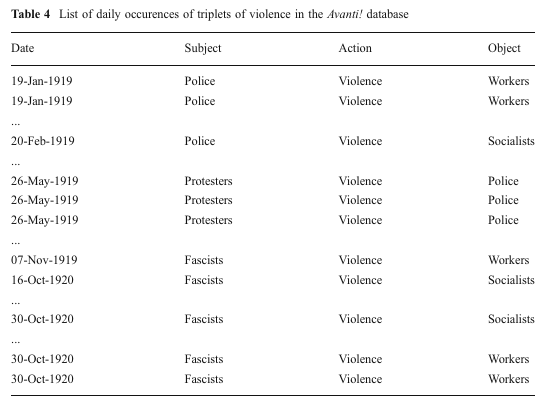 Table 4 List of daily occurences of triplets of violence in the Avanti! database
Date Subject Action Object
19-Jan-1919 Police Violence Workers
19-Jan-1919 Police Violence Workers
...
20-Feb-1919 Police Violence Socialists
...
26-May-1919 Protesters Violence Police
26-May-1919 Protesters Violence Police
26-May-1919 Protesters Violence Police
...
07-Nov-1919 Fascists Violence Workers
16-Oct-1920 Fascists Violence Socialists
...
30-Oct-1920 Fascists Violence Socialists
...
30-Oct-1920 Fascists Violence Workers
30-Oct-1920 Fascists Violence Workers